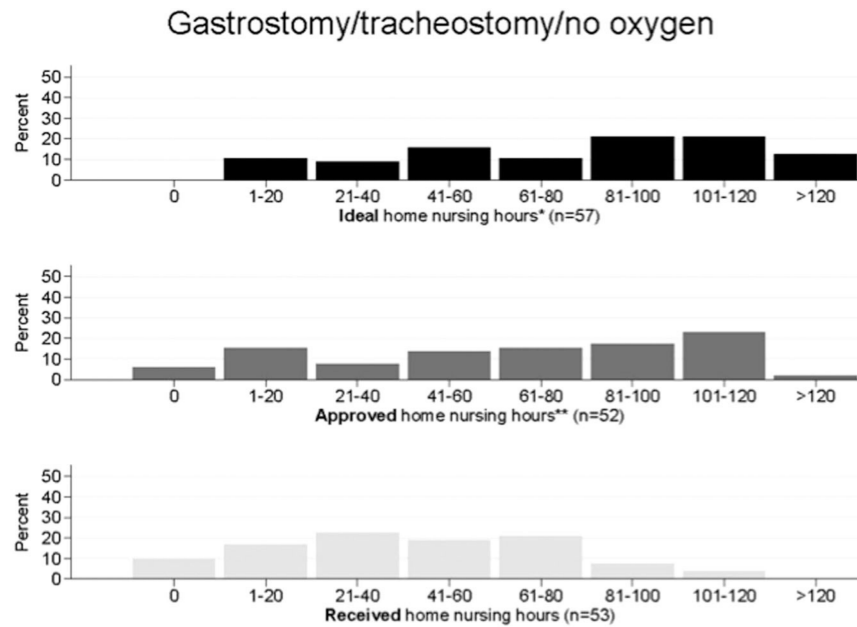 Gastrostomy/tracheostomy/no oxygen
Percent
50
40
30
20
10
0
0 1-20 21-40 41-60 61-80 81-100 101-120 >120
Ideal home nursing hours* (n=57)
Percent
50
40
30
20
10
0
0 1-20 21-40 41-60 61-80 81-100 101-120 >120
Approved home nursing hours** (n=52)
Percent
50
40
30
20
10
0
0 1-20 21-40 41-60 61-80 81-100 101-120 >120
Received home nursing hours (n=53)